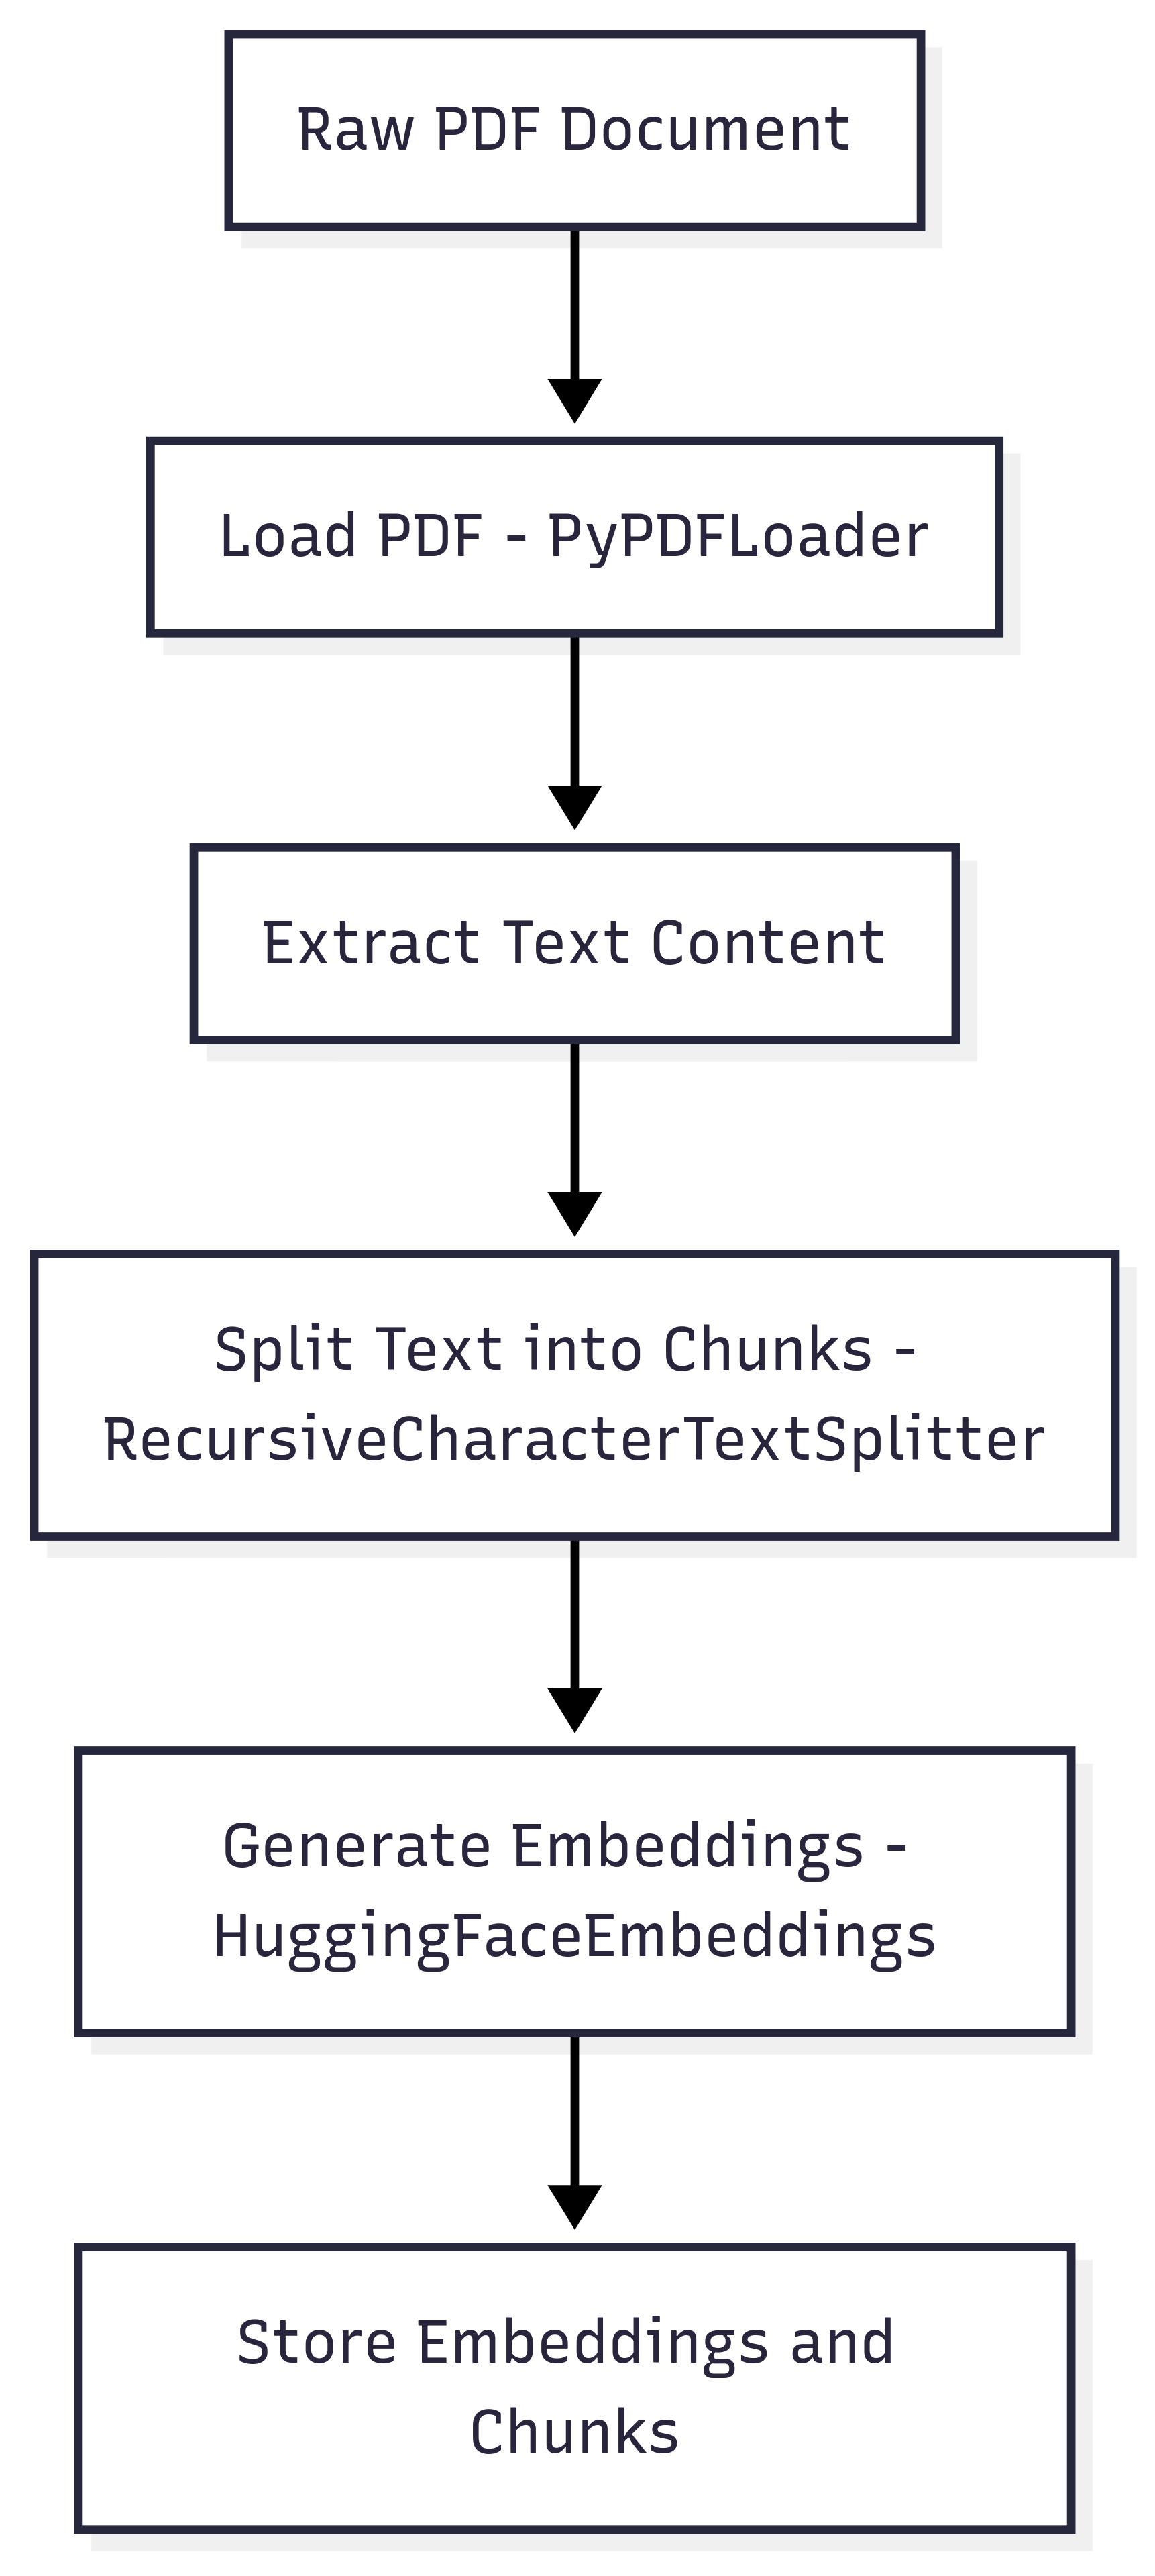 Raw PDF Document
Load PDF - PyPDFLoader
Extract Text Content
Split Text into Chunks -
RecursiveCharacterTextSplitter
Generate Embeddings -
HuggingFaceEmbeddings
Store Embeddings and
Chunks